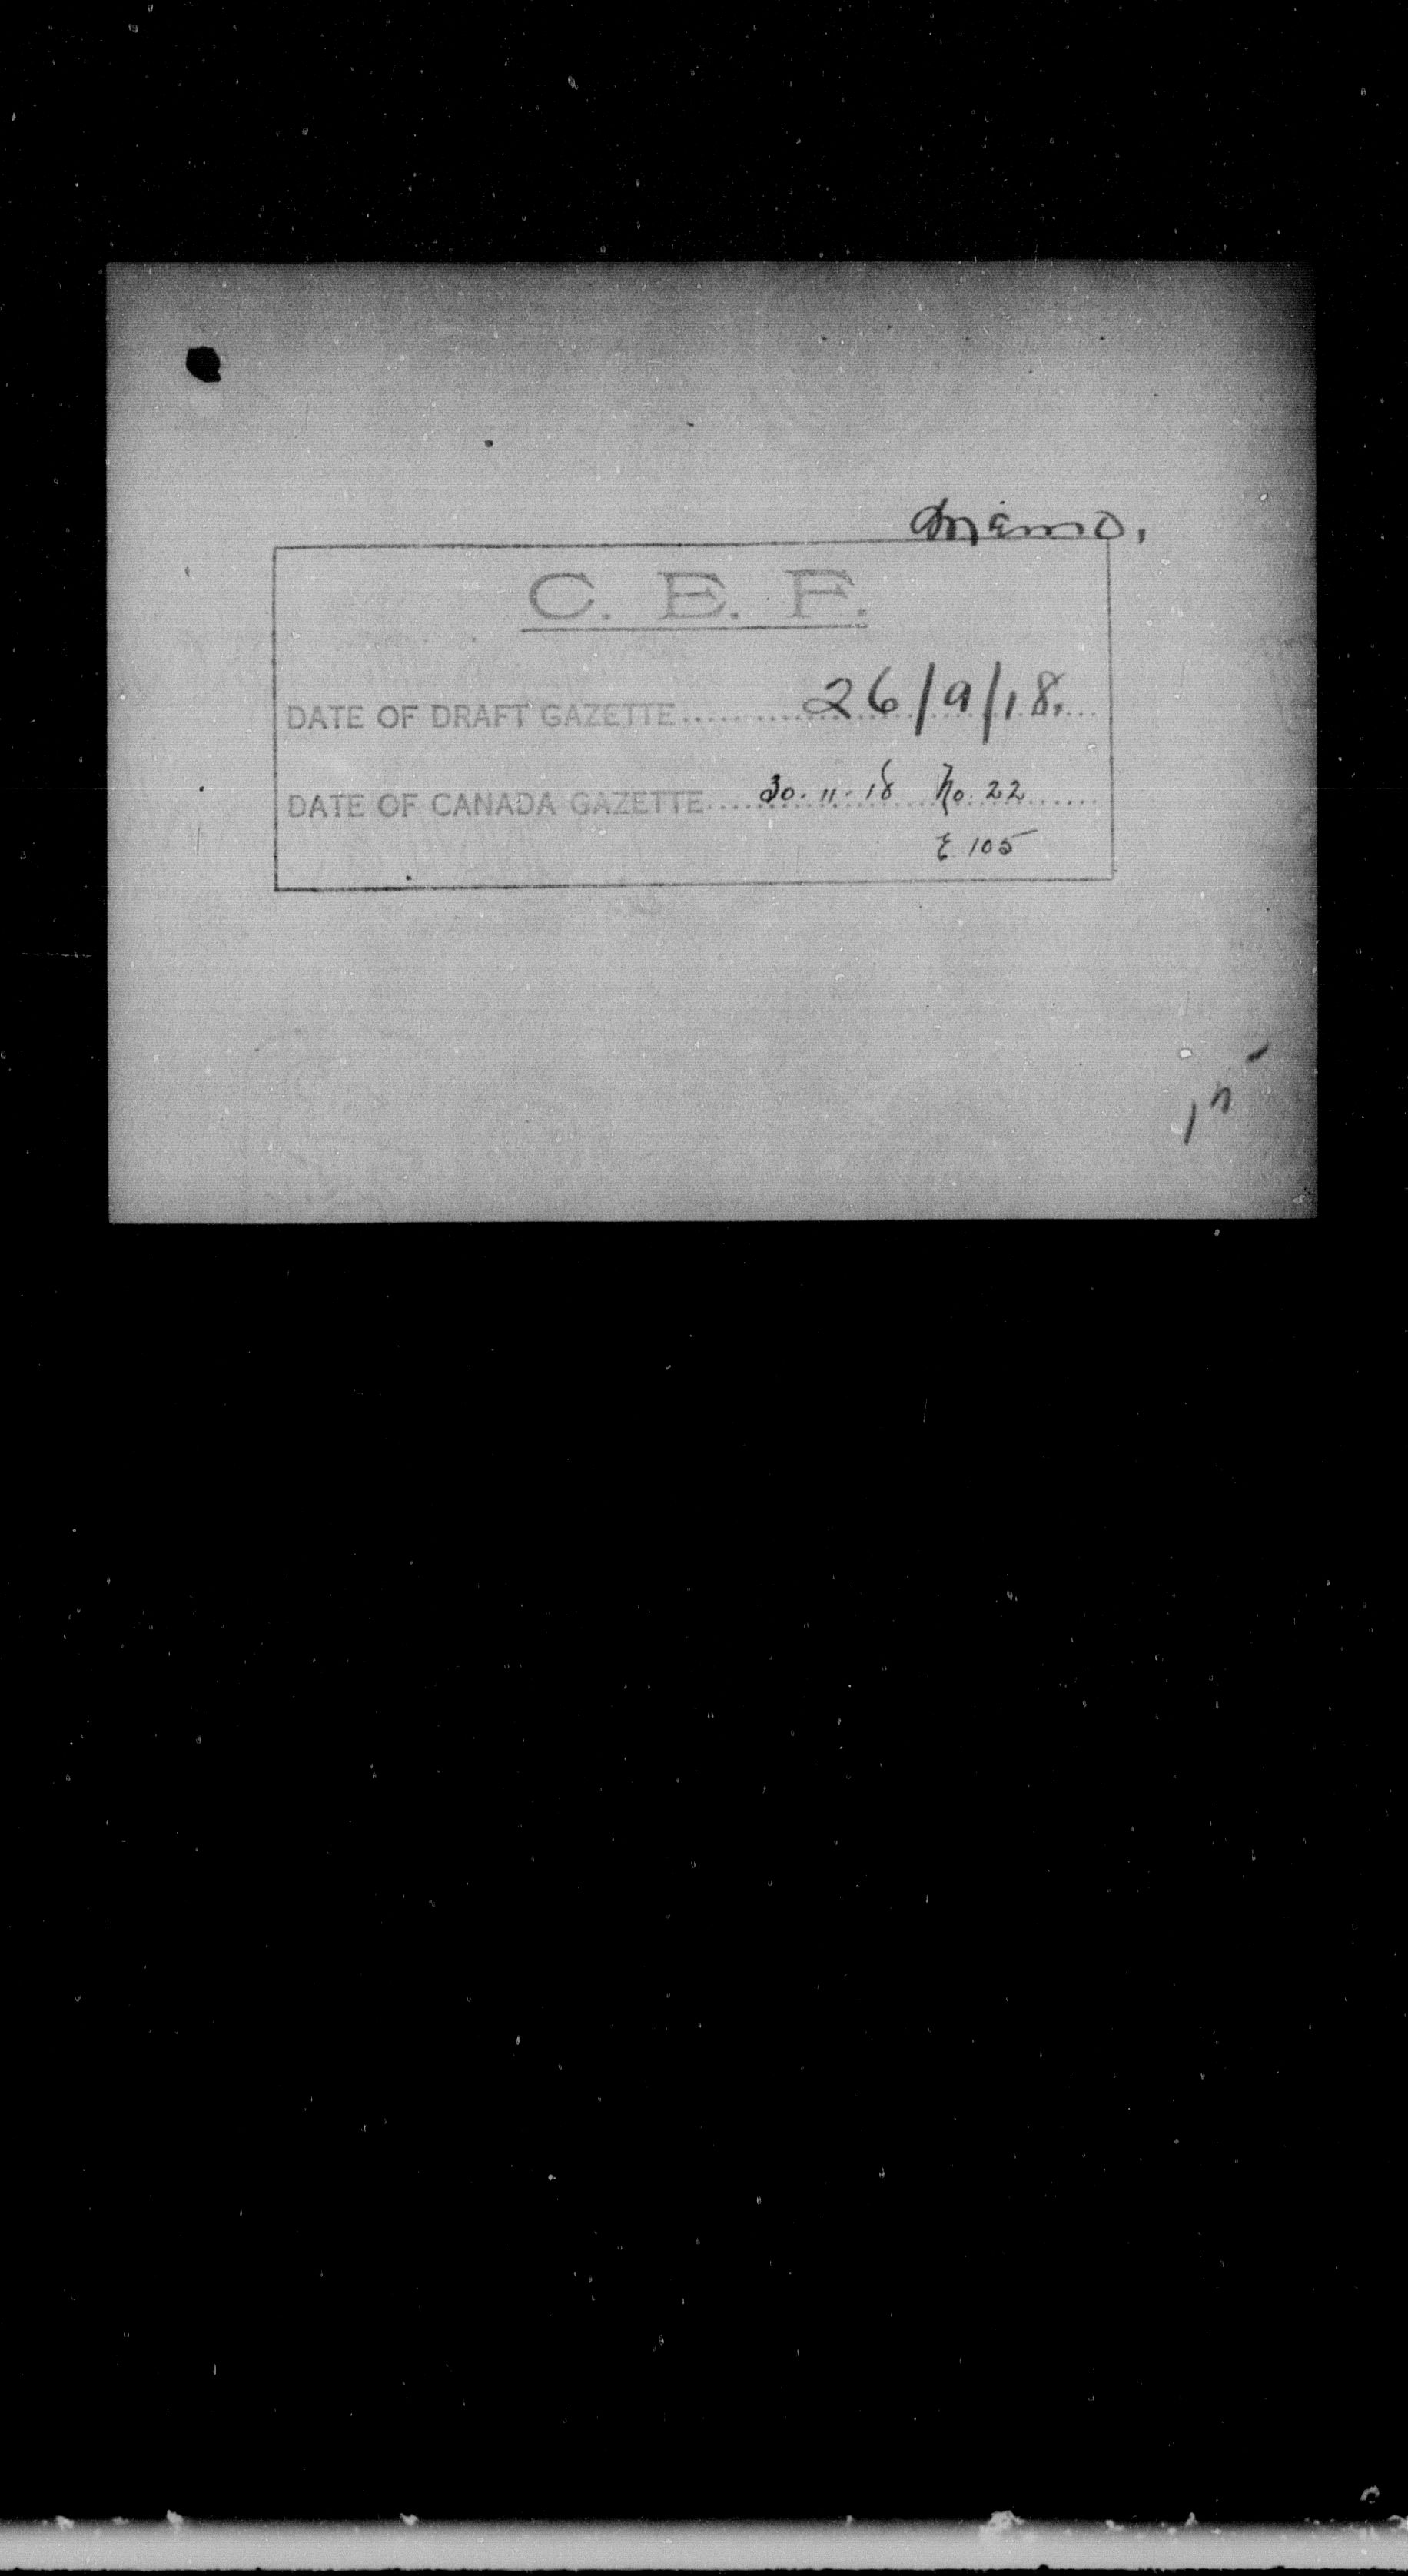 Memo.
C. E. F.
DATE OF DRAFT GAZETTE........26/9/18.
DATE OF CANADA GAZETTE........30.11.18 No. 22
E 105